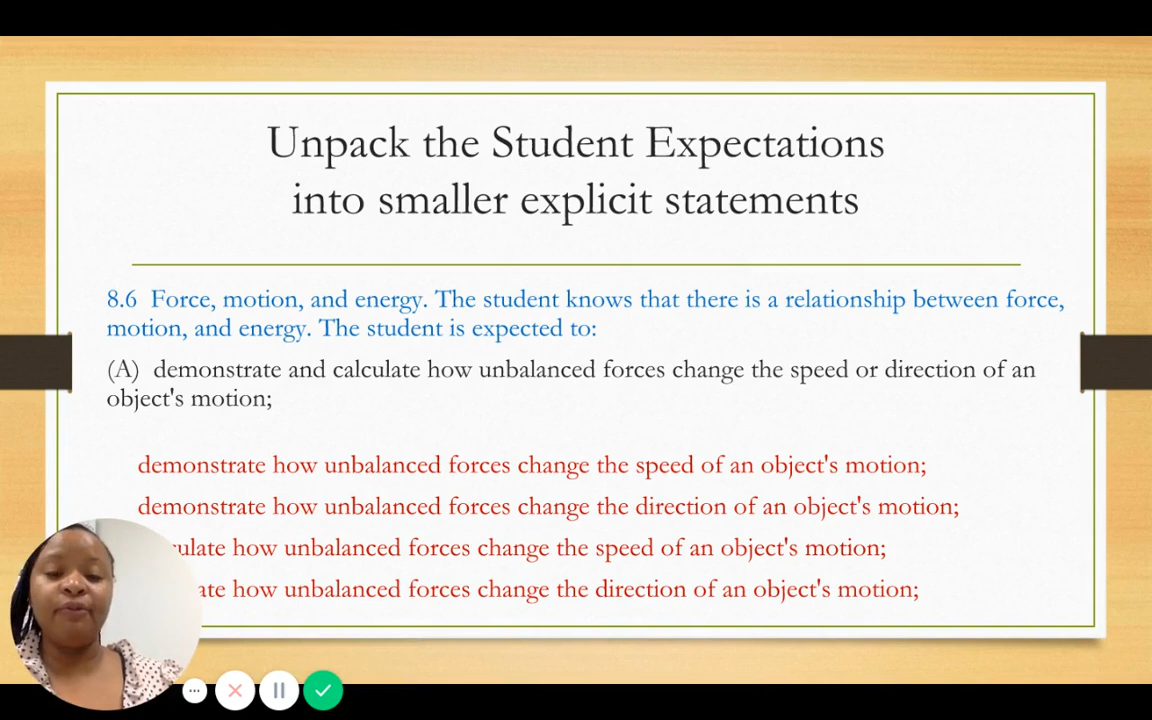 Unpack the Student Expectations
into smaller explicit statements
8.6 Force, motion, and energy. The student knows that there is a relationship between force,
motion, and energy. The student is expected to:
(A) demonstrate and calculate how unbalanced forces change the speed or direction of an
object's motion;
demonstrate how unbalanced forces change the speed of an object's motion;
demonstrate how unbalanced forces change the direction of an object's motion;
ulate how unbalanced forces change the speed of an object's motion;
ate how unbalanced forces change the direction of an object's motion;